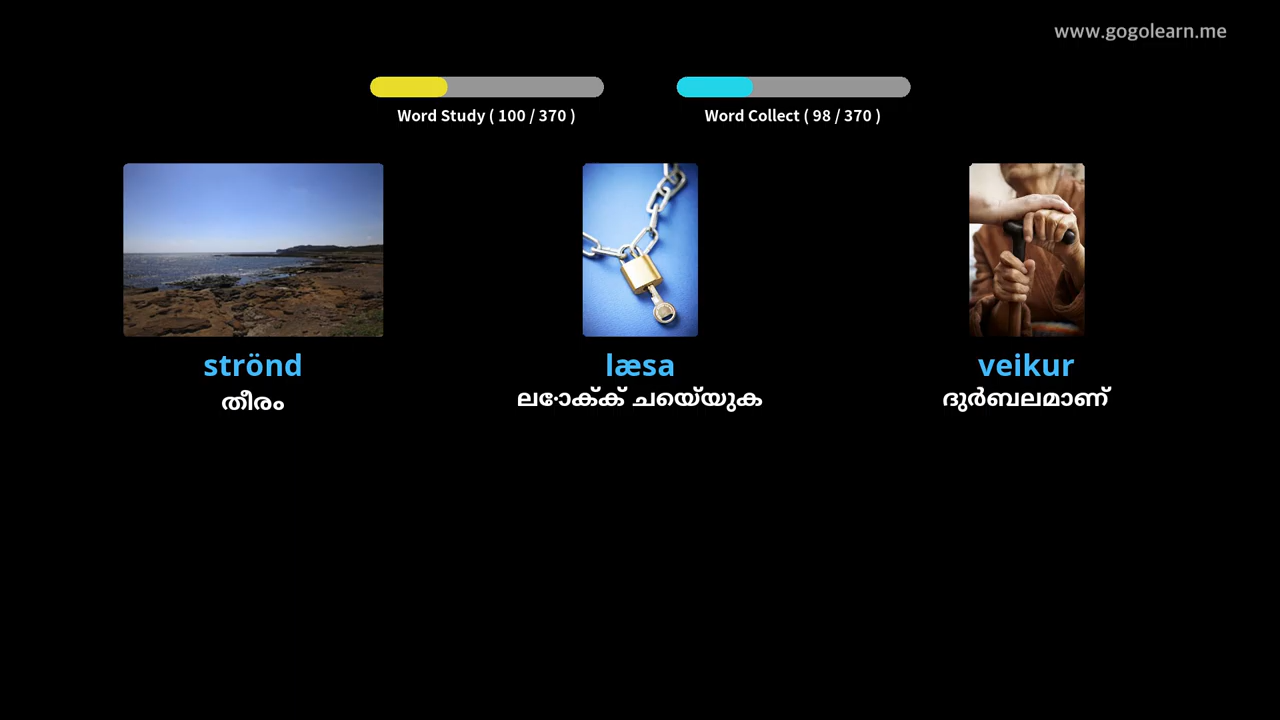 www.gogolearn.me
Word Study ( 100 / 370 )
Word Collect ( 98 / 370 )
strönd
læsa
veikur
തീരം
ലോക്ക് ചെയ്യുക
ദുർബലമാണ്